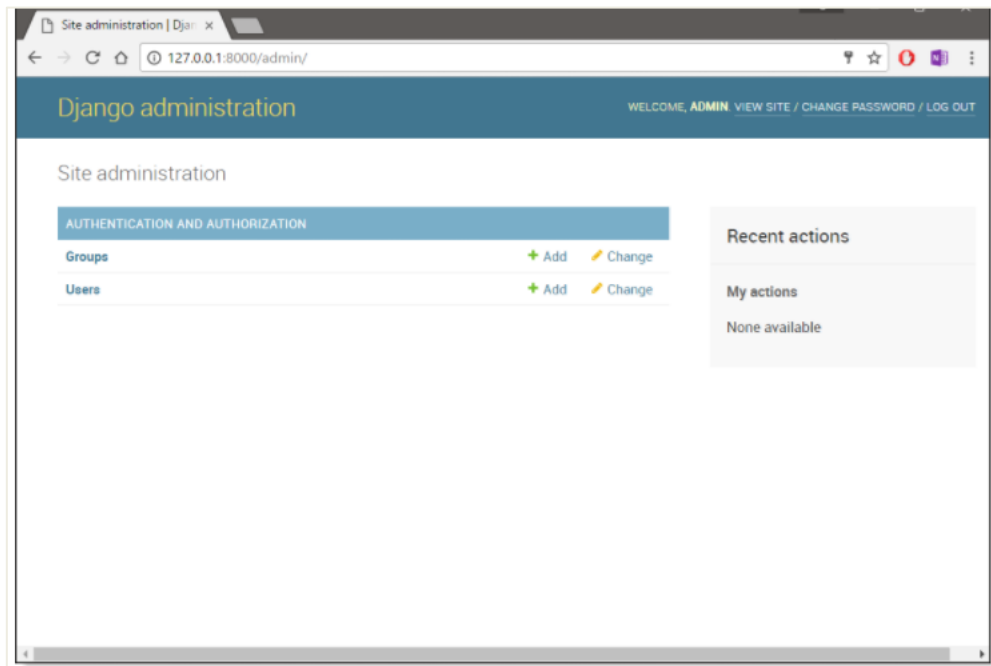 Site administration | Djan
127.0.0.1:8000/admin/
Django administration
WELCOME, ADMIN. VIEW SITE / CHANGE PASSWORD / LOG OUT
Site administration
AUTHENTICATION AND AUTHORIZATION
Groups + Add Change
Users + Add Change
Recent actions
My actions
None available